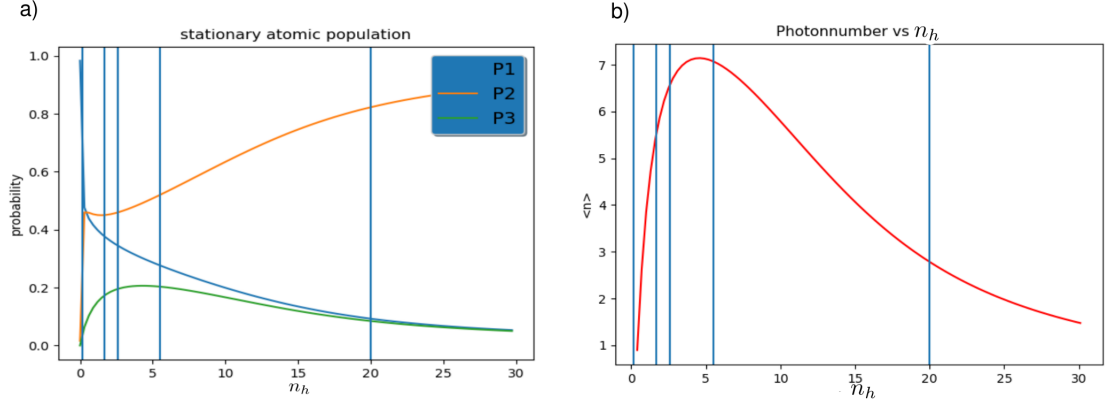 a)
stationary atomic population
probability
1.0
0.8
0.6
0.4
0.2
0.0
P1
P2
P3
0 5 10 15 20 25 30
n_h
b)
Photonnumber vs n_h
<n>
7
6
5
4
3
2
1
0 5 10 15 20 25 30
n_h